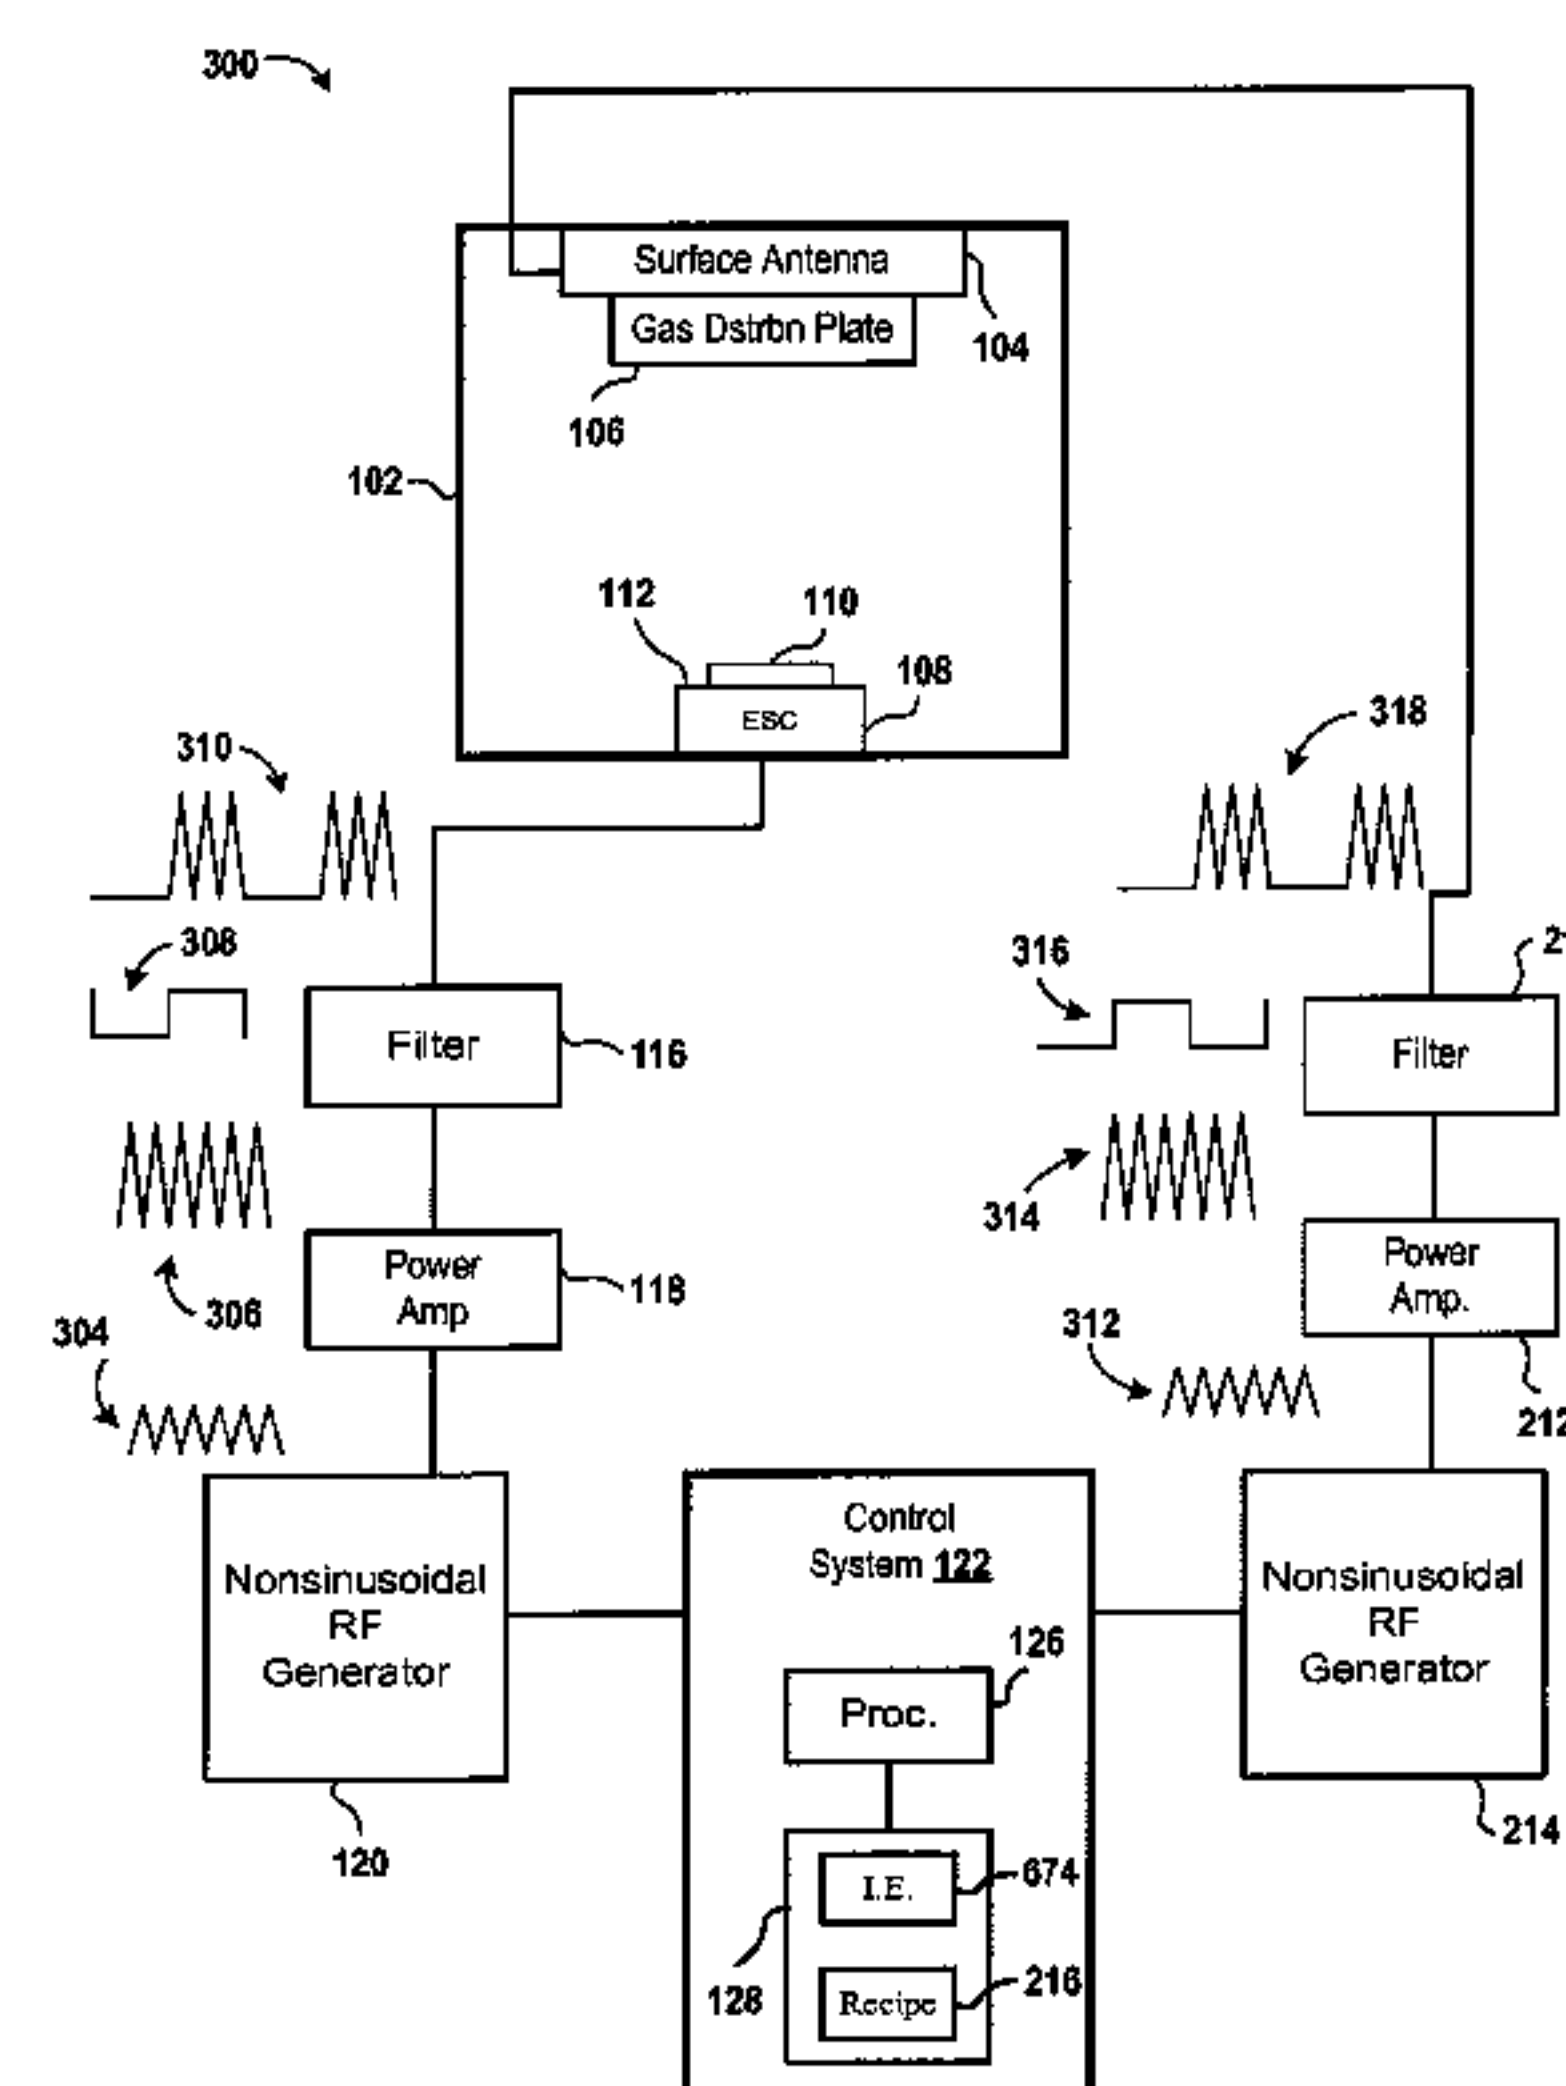 300
Surface Antenna
Gas Dstrbn Plate
104
106
102
112
110
108
ESC
310
318
308
316
Filter
116
Filter
314
Power
Amp
118
306
304
Power
Amp.
312
212
Nonsinusoidal
RF
Generator
120
Control
System 122
126
Proc.
I.E.
674
128
Recipe
216
Nonsinusoidal
RF
Generator
214